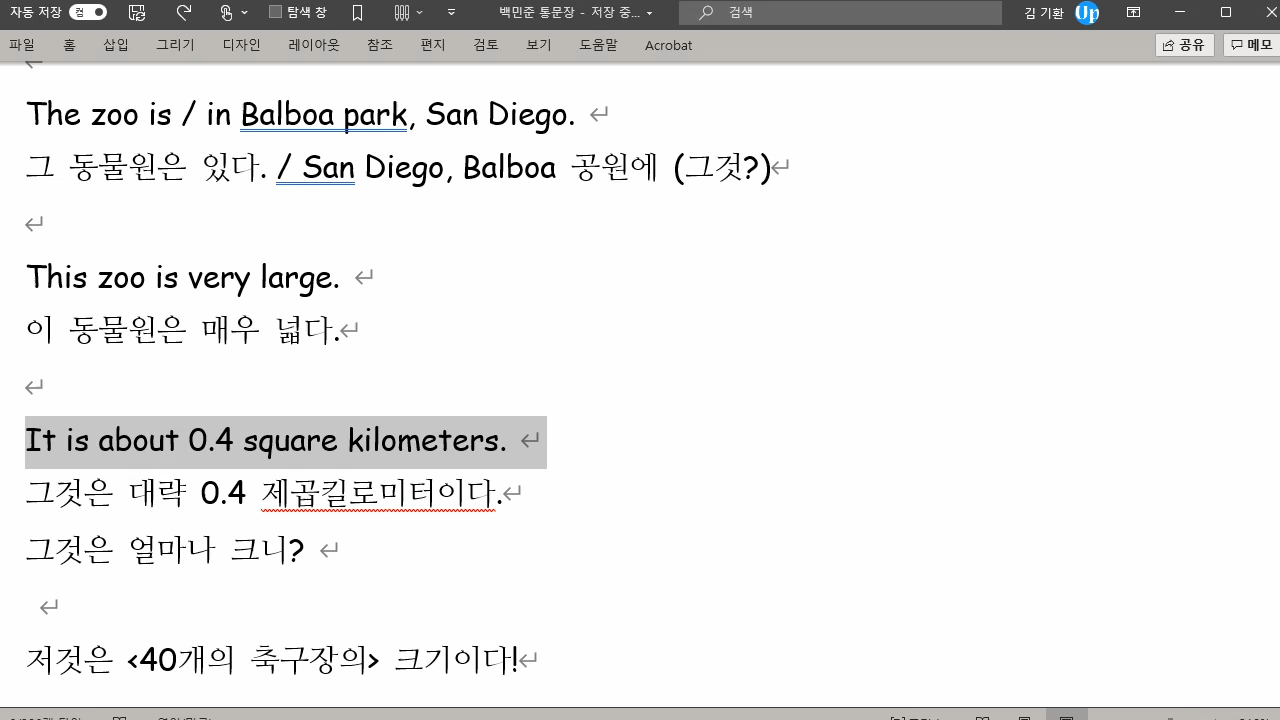 자동 저장 컴 탐색 창 백민준 통문장 - 저장 중... 검색 김 기환 Up
파일 홈 삽입 그리기 디자인 레이아웃 참조 편지 검토 보기 도움말 Acrobat 공유 메모
The zoo is / in Balboa park, San Diego.
그 동물원은 있다. / San Diego, Balboa 공원에 (그것?)
This zoo is very large.
이 동물원은 매우 넓다.
It is about 0.4 square kilometers.
그것은 대략 0.4 제곱킬로미터이다.
그것은 얼마나 크니?
저것은 <40개의 축구장의> 크기이다!